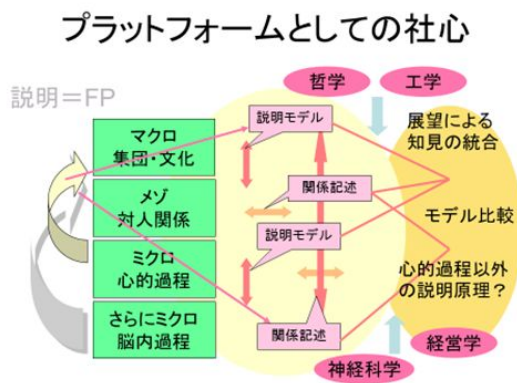 プラットフォームとしての社心
哲学
工学
説明＝FP
マクロ
集団・文化
メゾ
対人関係
ミクロ
心的過程
さらにミクロ
脳内過程
説明モデル
関係記述
説明モデル
関係記述
展望による
知見の統合
モデル比較
心的過程以外
の説明原理？
経営学
神経科学